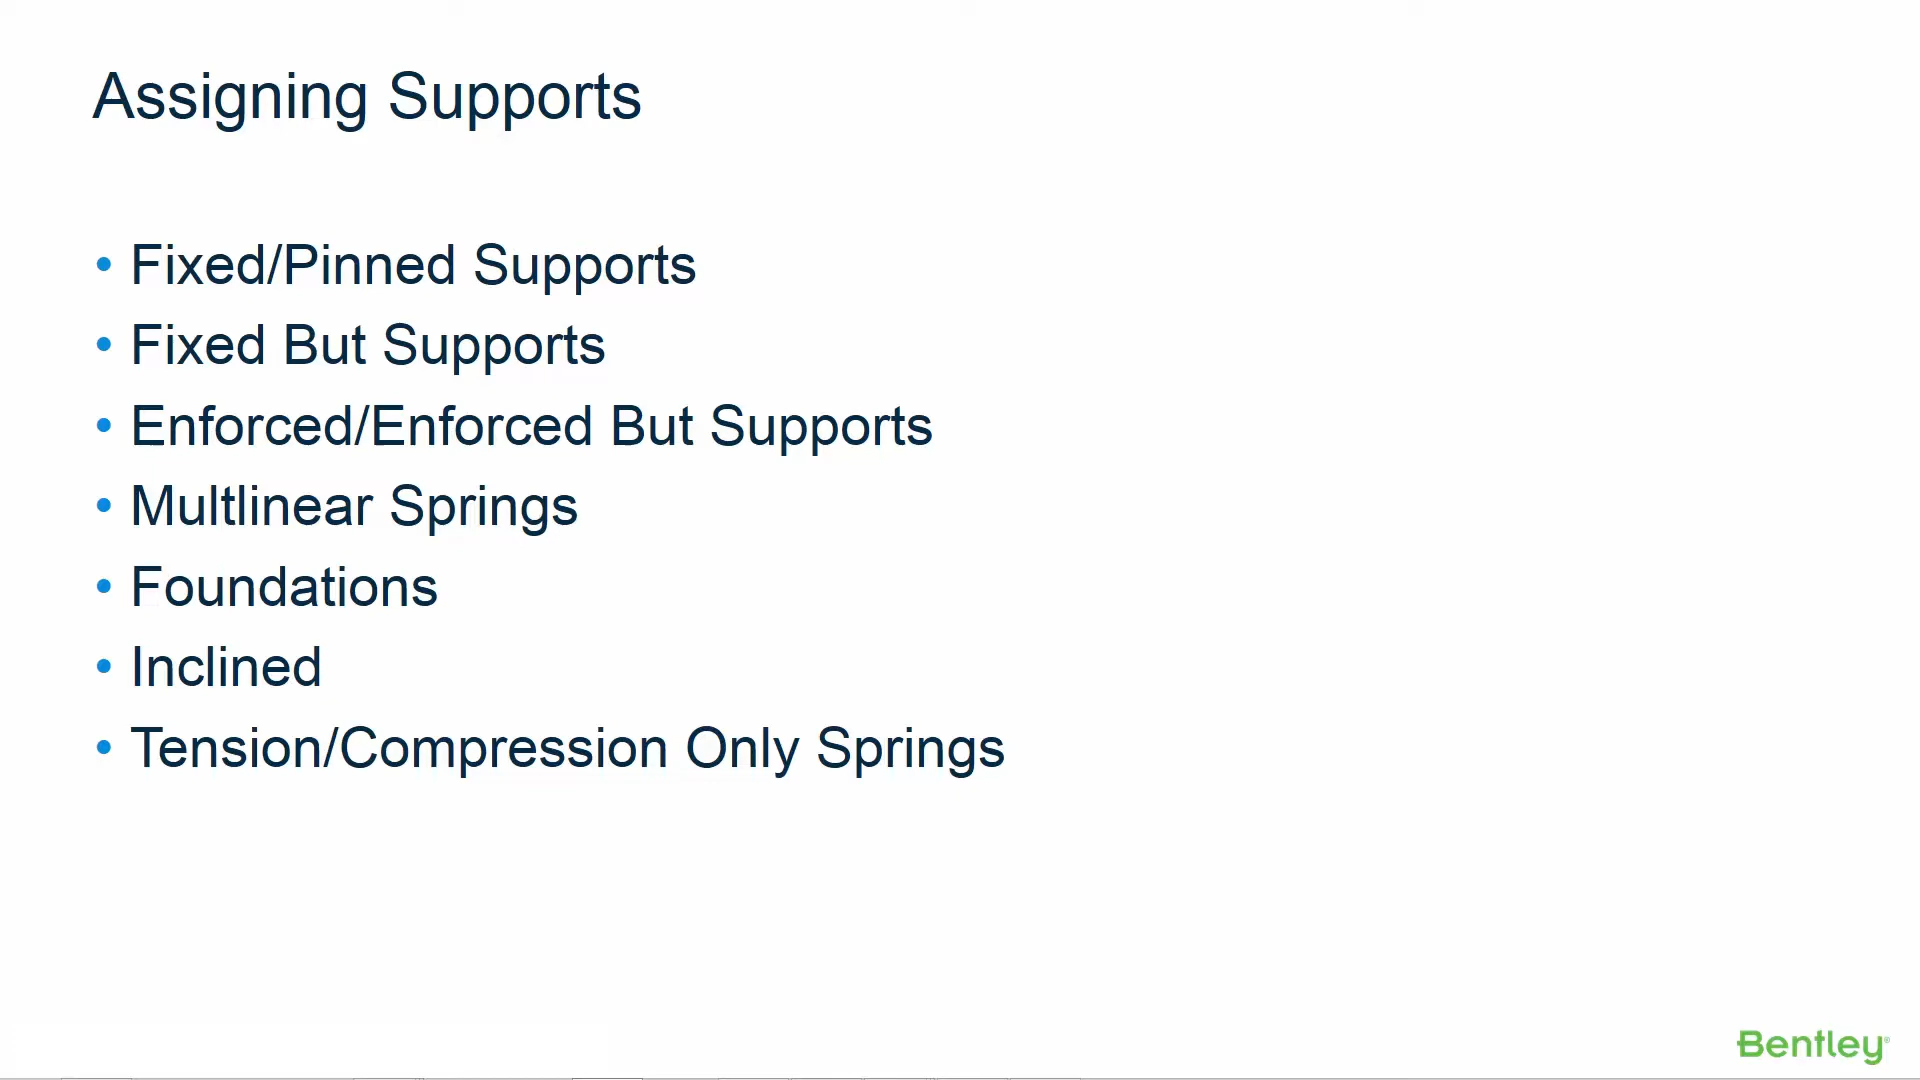 Assigning Supports
• Fixed/Pinned Supports
• Fixed But Supports
• Enforced/Enforced But Supports
• Multlinear Springs
• Foundations
• Inclined
• Tension/Compression Only Springs
Bentley®